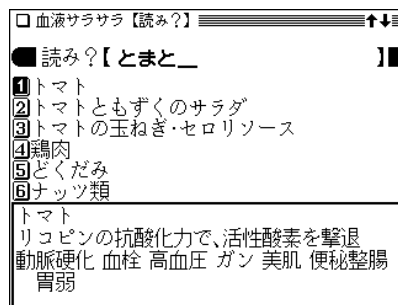 血液サラサラ【読み?】
読み?【とまと_ 】
1トマト
2トマトともずくのサラダ
3トマトの玉ねぎ・セロリソース
4鶏肉
5どくだみ
6ナッツ類
トマト
リコピンの抗酸化力で、活性酸素を撃退
動脈硬化 血栓 高血圧 ガン 美肌 便秘整腸
胃弱